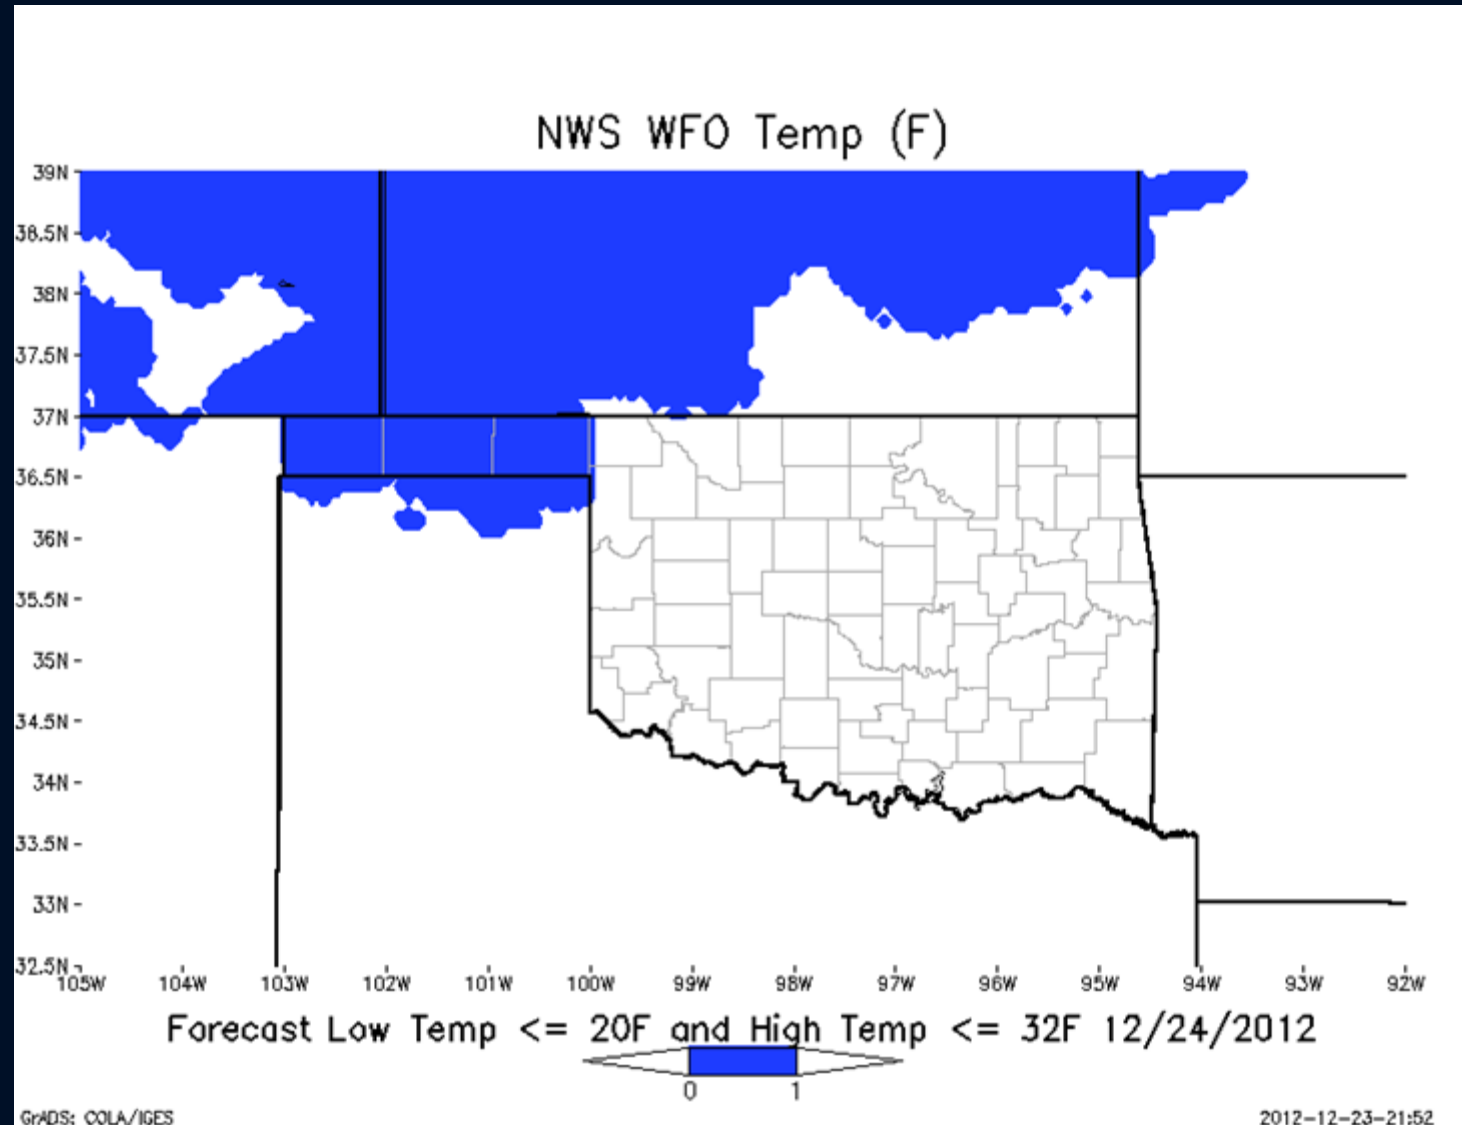 NWS WFO Temp (F)
39N
38.5N
38N
37.5N
37N
36.5N
36N
35.5N
35N
34.5N
34N
33.5N
33N
32.5N
105W 104W 103W 102W 101W 100W 99W 98W 97W 96W 95W 94W 93W 92W
Forecast Low Temp <= 20F and High Temp <= 32F 12/24/2012
0 1
GrADS: COLA/IGES 2012-12-23-21:52